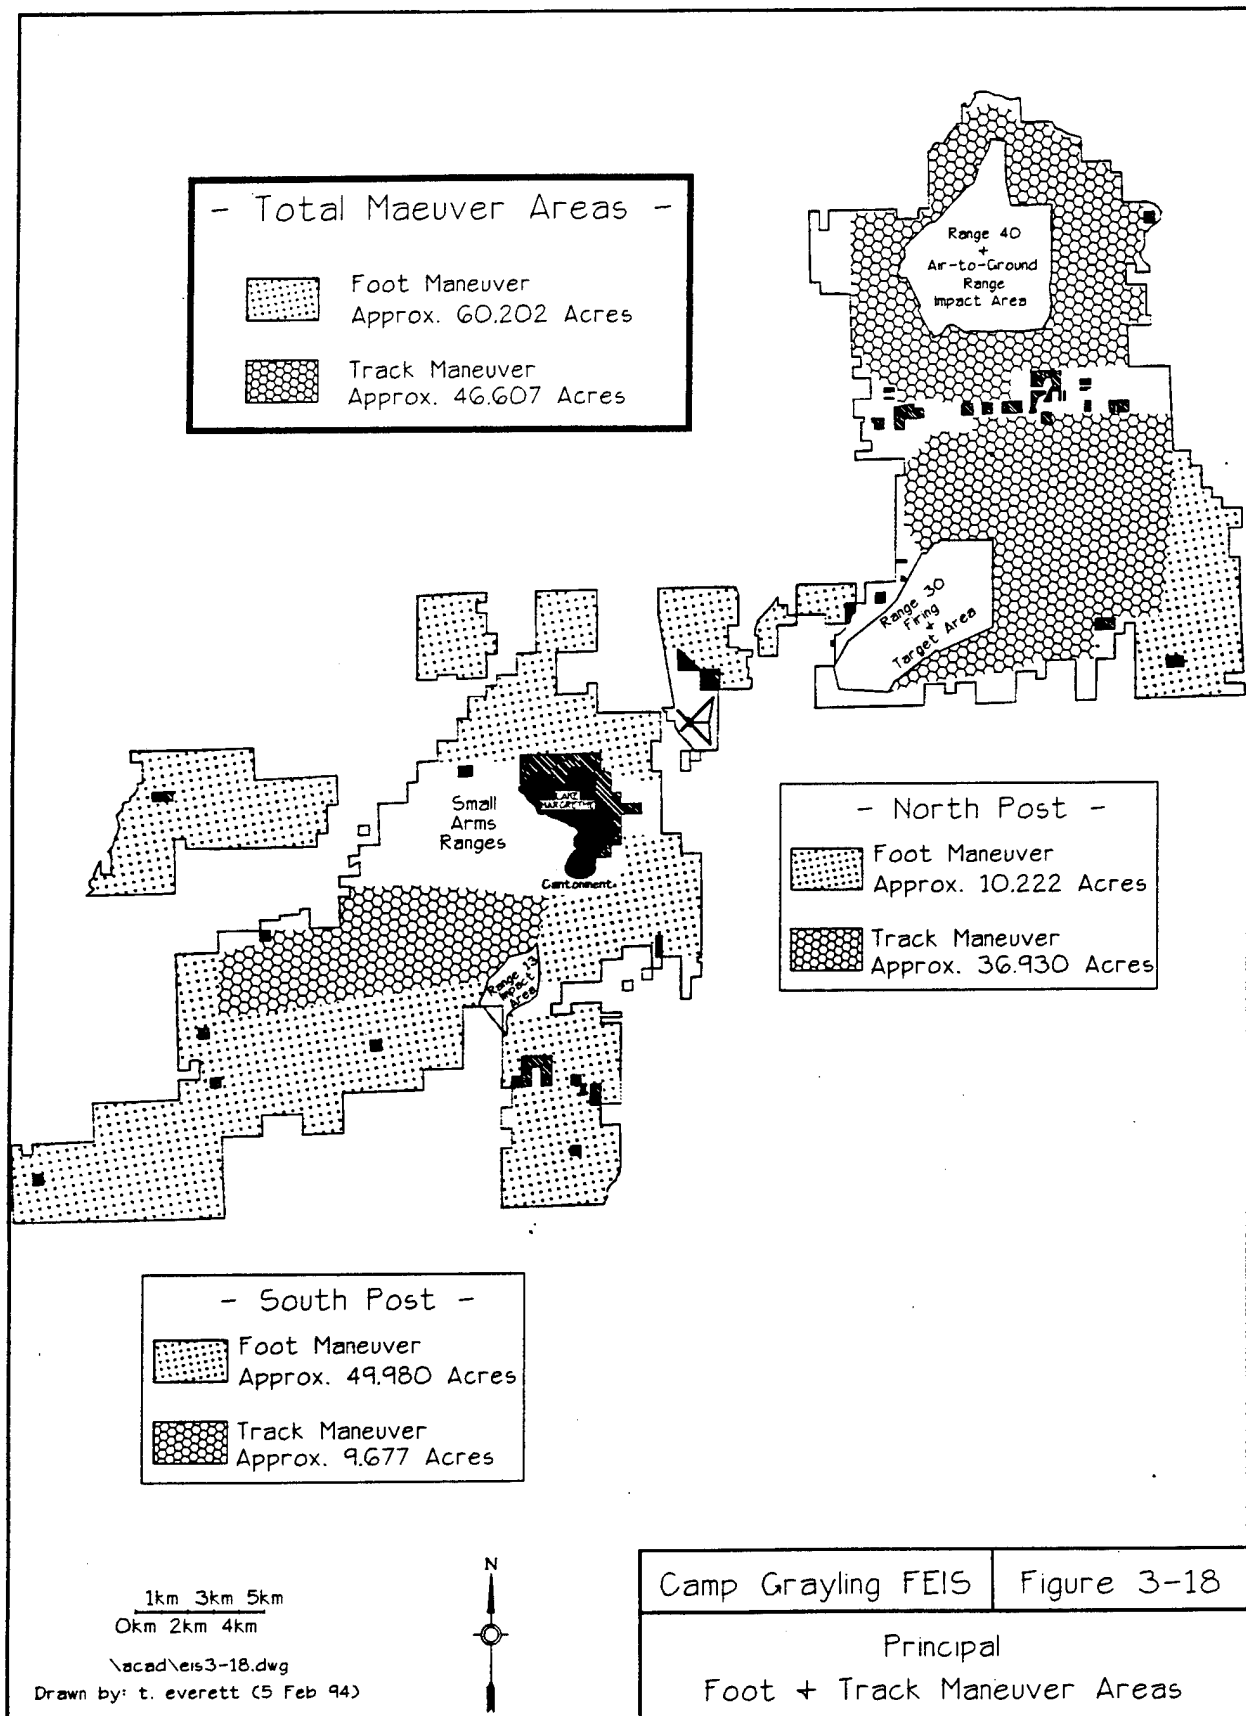 - Total Maeuver Areas -
Foot Maneuver
Approx. 60.202 Acres
Track Maneuver
Approx. 46.607 Acres
Range 40
+
Air-to-Ground
Range
Impact Area
Range 30
Firing
+
Target Area
Small
Arms
Ranges
LAKE
MARGRETHE
Cantonment
Range 13
Impact
Area
- North Post -
Foot Maneuver
Approx. 10.222 Acres
Track Maneuver
Approx. 36.930 Acres
- South Post -
Foot Maneuver
Approx. 49.980 Acres
Track Maneuver
Approx. 9.677 Acres
1km 3km 5km
0km 2km 4km
\acad\eis3-18.dwg
Drawn by: t. everett (5 Feb 94)
N
Camp Grayling FEIS
Figure 3-18
Principal
Foot + Track Maneuver Areas